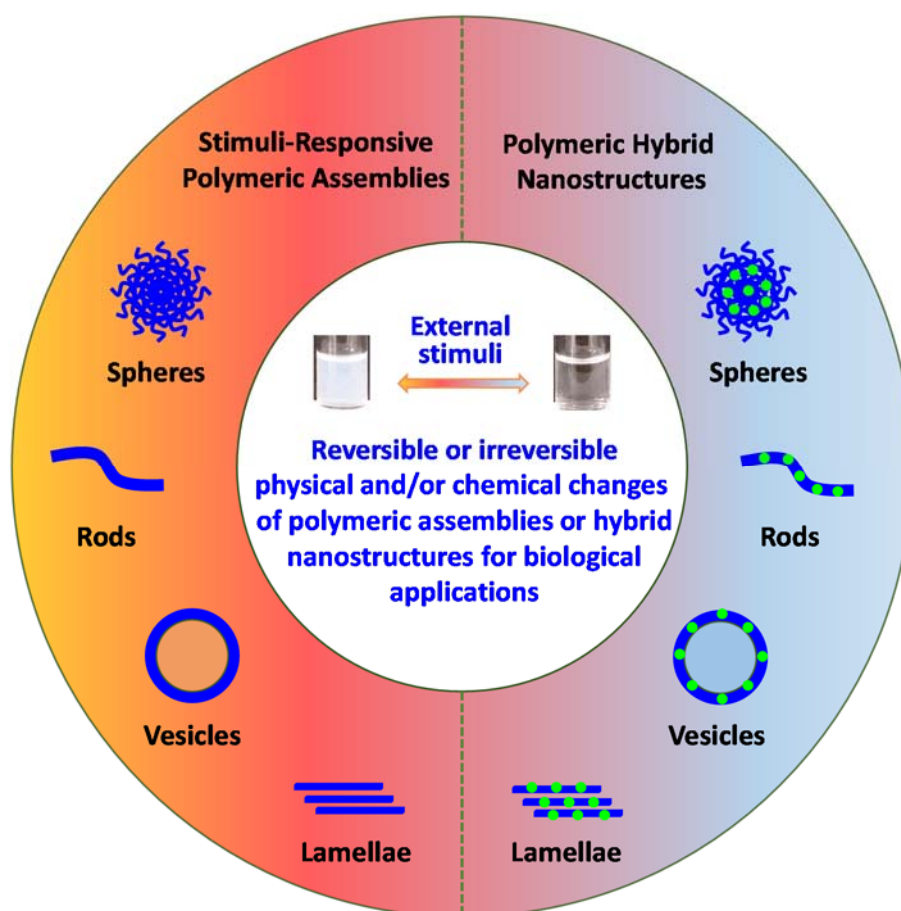 Stimuli-Responsive
Polymeric Assemblies
Polymeric Hybrid
Nanostructures
Spheres
Spheres
External
stimuli
Reversible or irreversible
physical and/or chemical changes
of polymeric assemblies or hybrid
nanostructures for biological
applications
Rods
Rods
Vesicles
Vesicles
Lamellae
Lamellae